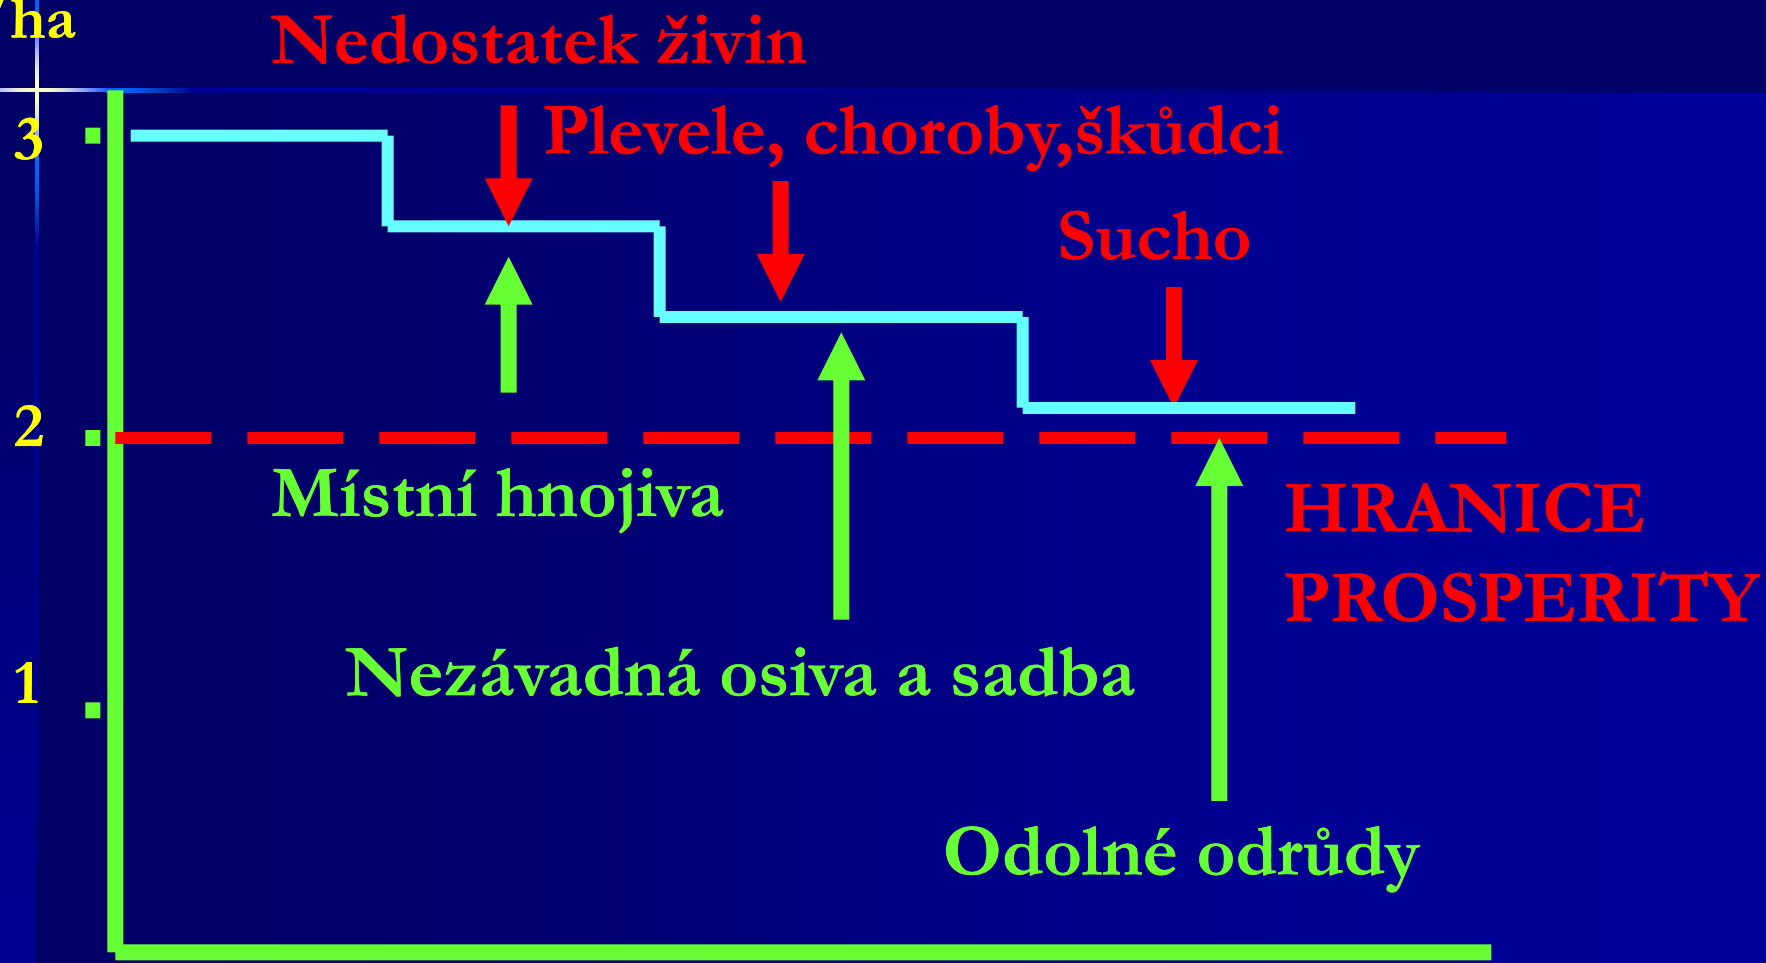 /ha
Nedostatek živin
Plevele, choroby,škůdci
3
Sucho
2
Místní hnojiva
HRANICE
PROSPERITY
Nezávadná osiva a sadba
1
Odolné odrůdy